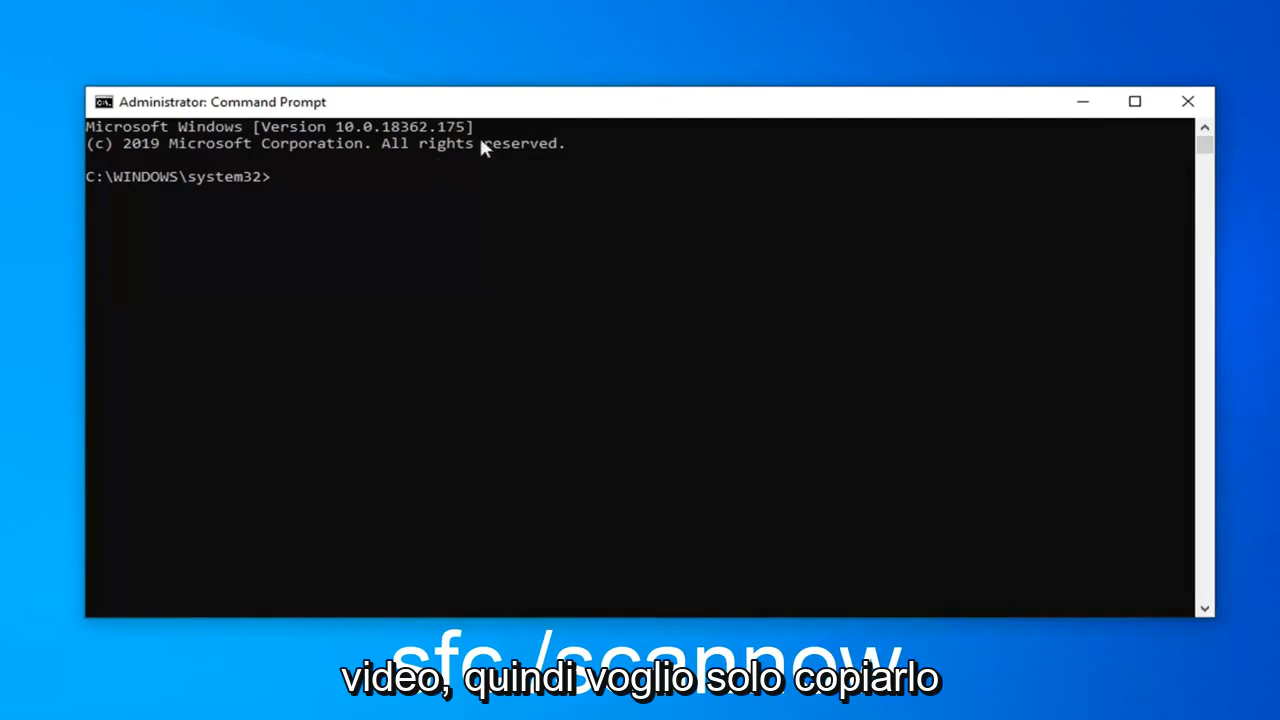 Administrator: Command Prompt
Microsoft Windows [Version 10.0.18362.175]
(c) 2019 Microsoft Corporation. All rights reserved.
C:\WINDOWS\system32>
sfc /scannow
video, quindi voglio solo copiarlo